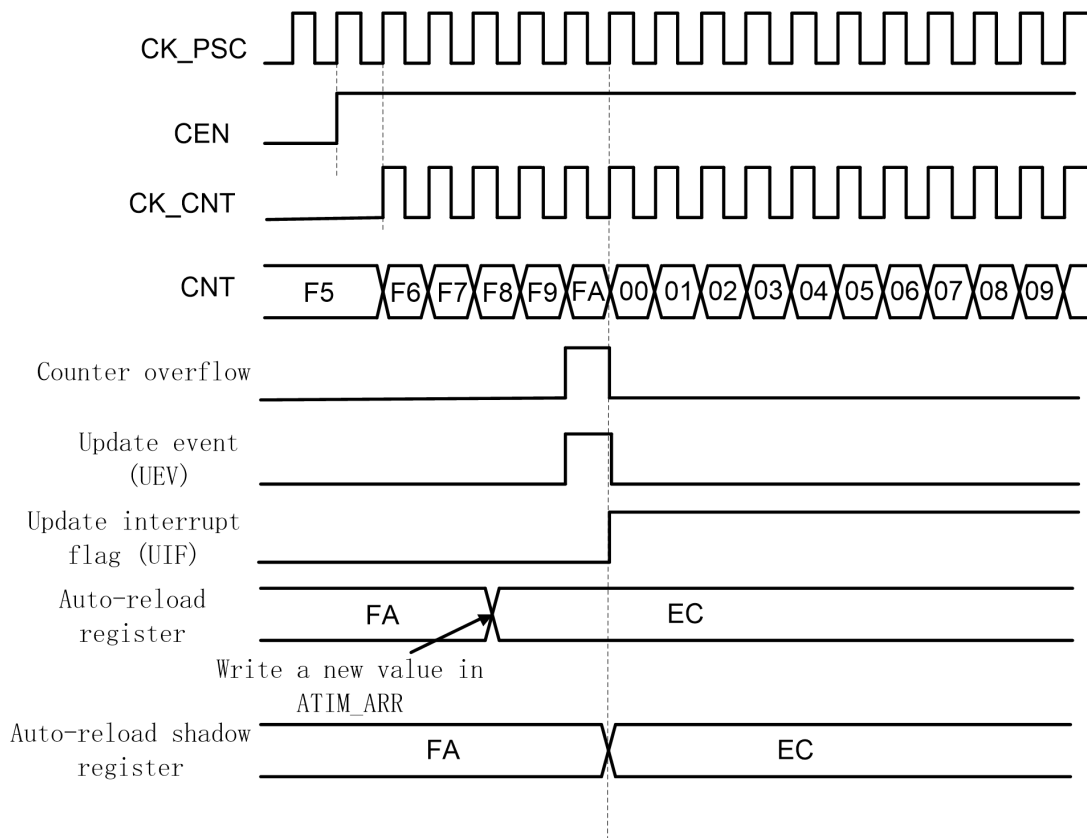 CK_PSC
CEN
CK_CNT
CNT
F5 F6 F7 F8 F9 FA 00 01 02 03 04 05 06 07 08 09
Counter overflow
Update event
(UEV)
Update interrupt
flag (UIF)
Auto-reload
register
FA EC
Write a new value in
ATIM_ARR
Auto-reload shadow
register
FA EC